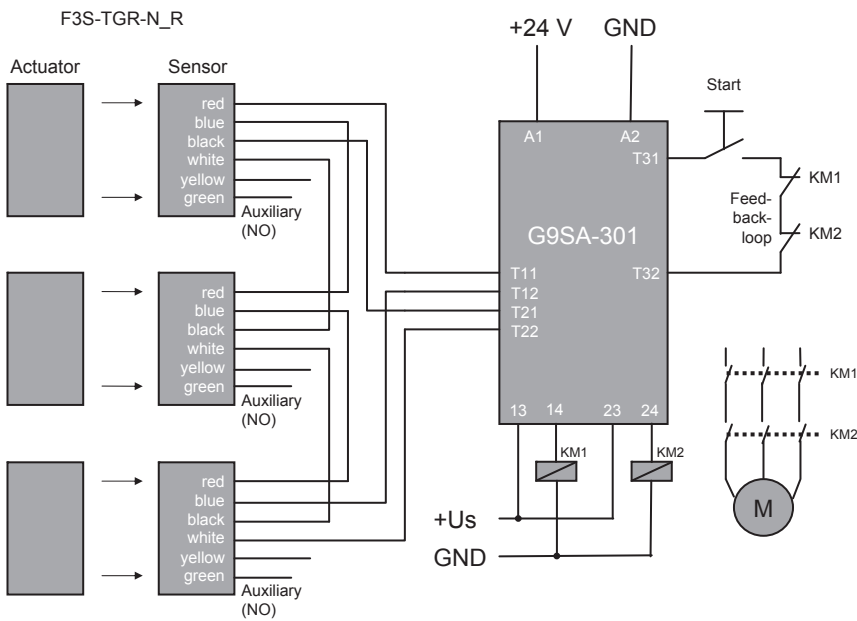 F3S-TGR-N_R
Actuator
Sensor
red
blue
black
white
yellow
green
Auxiliary
(NO)
red
blue
black
white
yellow
green
Auxiliary
(NO)
red
blue
black
white
yellow
green
Auxiliary
(NO)
+24 V
GND
A1
A2
T31
G9SA-301
T11
T12
T21
T22
T32
13
14
23
24
Start
KM1
Feed-
back-
loop
KM2
KM1
KM2
+Us
GND
KM1
KM2
M